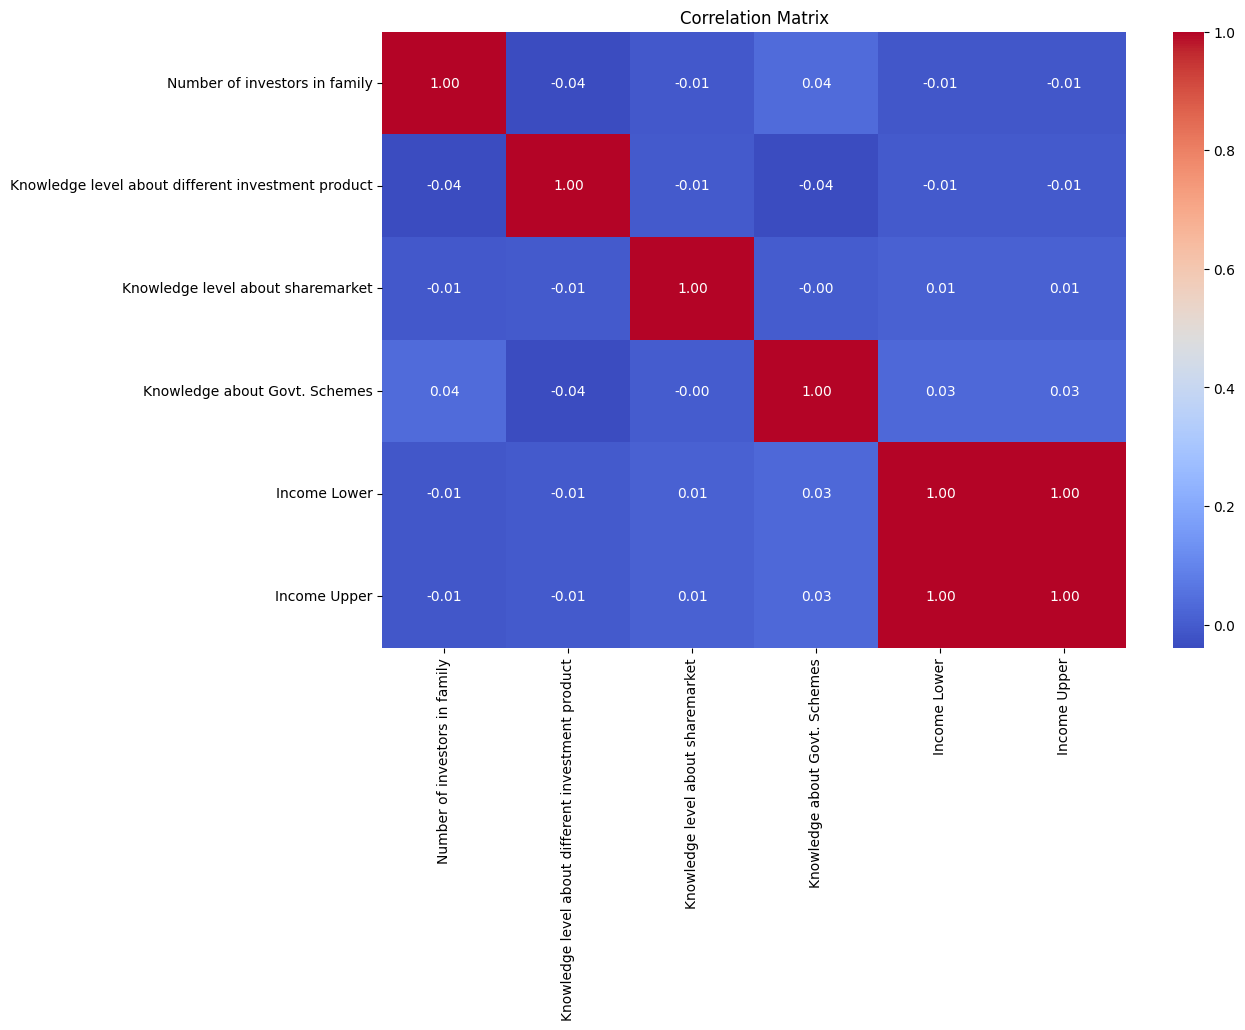 Correlation Matrix
Number of investors in family 1.00 -0.04 -0.01 0.04 -0.01 -0.01
Knowledge level about different investment product -0.04 1.00 -0.01 -0.04 -0.01 -0.01
Knowledge level about sharemarket -0.01 -0.01 1.00 -0.00 0.01 0.01
Knowledge about Govt. Schemes 0.04 -0.04 -0.00 1.00 0.03 0.03
Income Lower -0.01 -0.01 0.01 0.03 1.00 1.00
Income Upper -0.01 -0.01 0.01 0.03 1.00 1.00
Number of investors in family
Knowledge level about different investment product
Knowledge level about sharemarket
Knowledge about Govt. Schemes
Income Lower
Income Upper
1.0
0.8
0.6
0.4
0.2
0.0